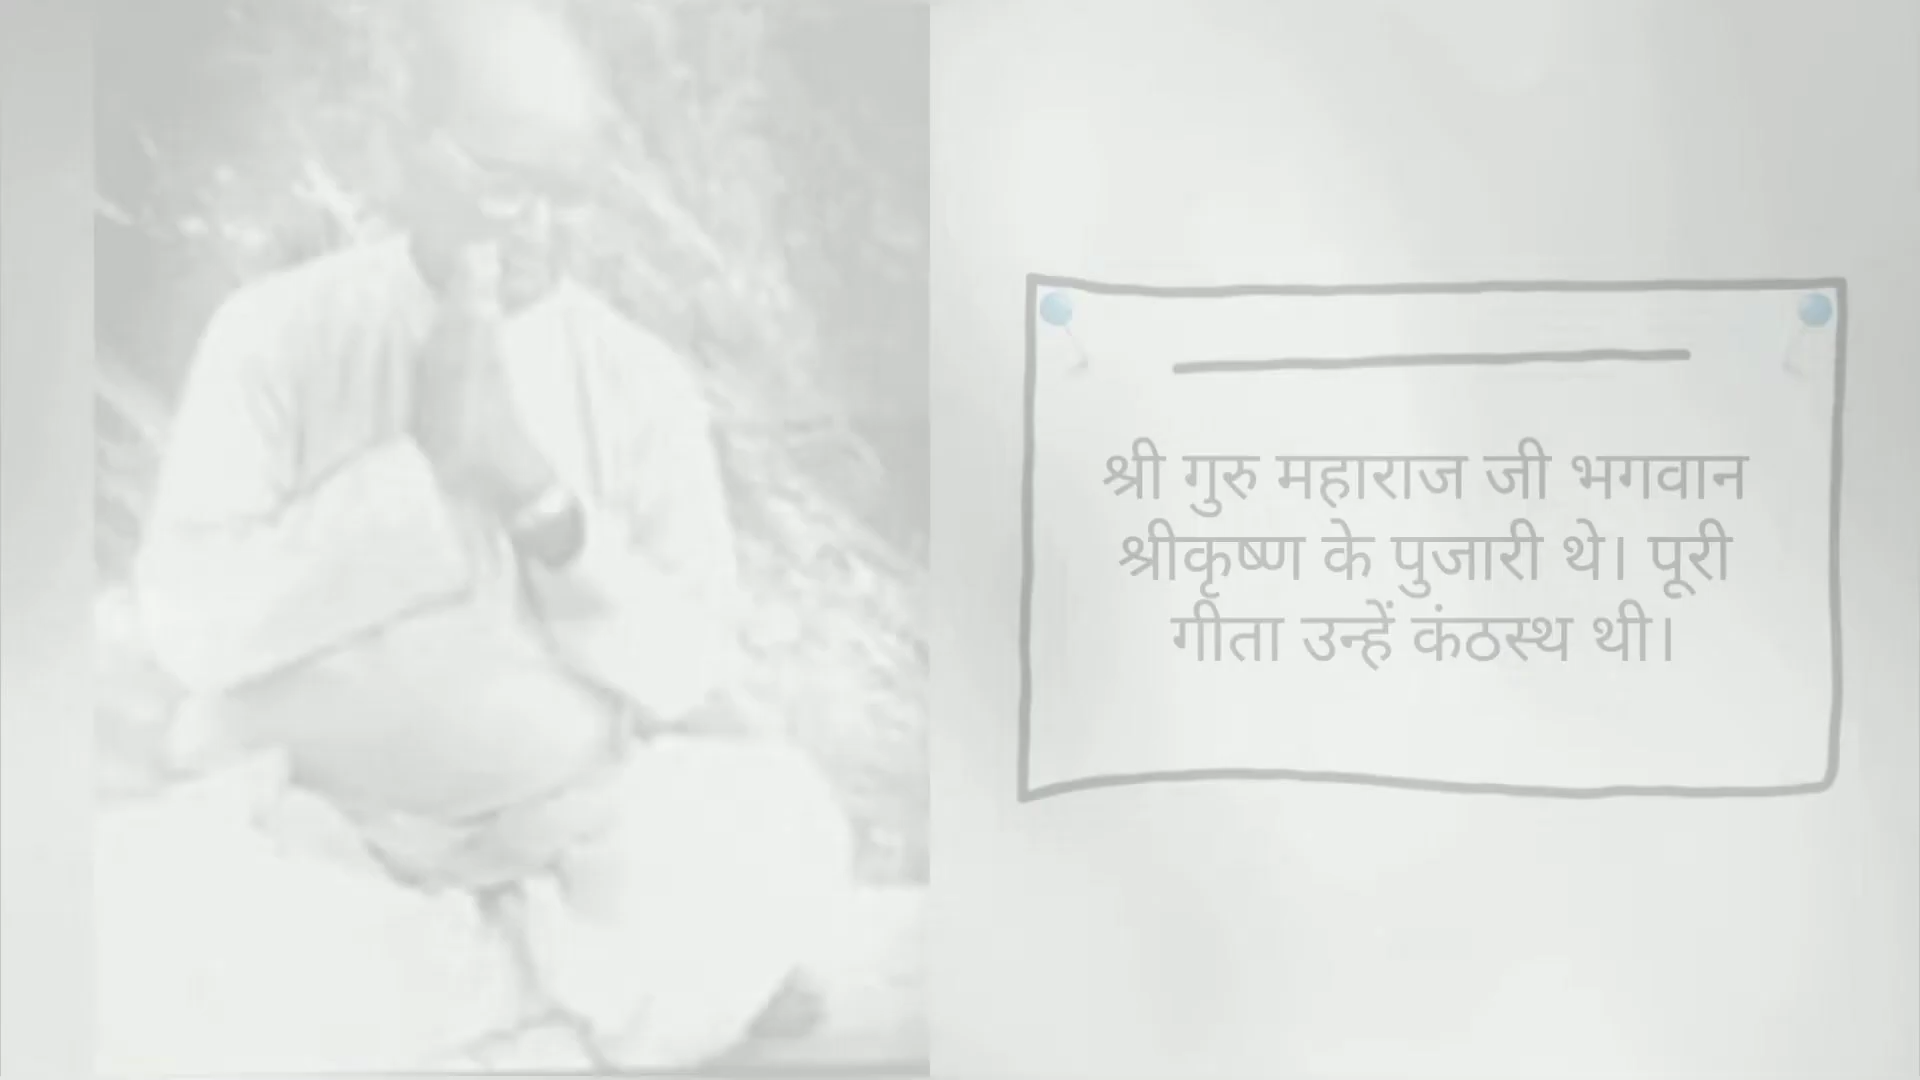 श्री गुरु महाराज जी भगवान
श्रीकृष्ण के पुजारी थे। पूरी
गीता उन्हें कंठस्थ थी।